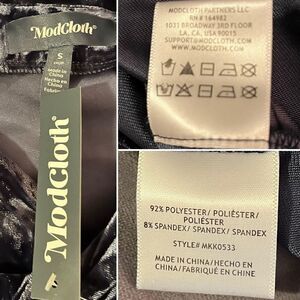 ModCloth
S
Made in
China
Hecho en
China
ModCloth®
MODCLOTH PARTNERS LLC
RN# 164982
1031 BROADWAY 3RD FLOOR
LA, CA, 90015
SUPPORT@MODCLOTH.COM
WWW.MODCLOTH.COM
92% POLYESTER/ POLIÉSTER/
POLIÉSTER
8% SPANDEX/ SPANDEX/ SPANDEX
STYLE# MKK0533
MADE IN CHINA/HECHO EN
CHINA/FABRIQUÉ EN CHINE